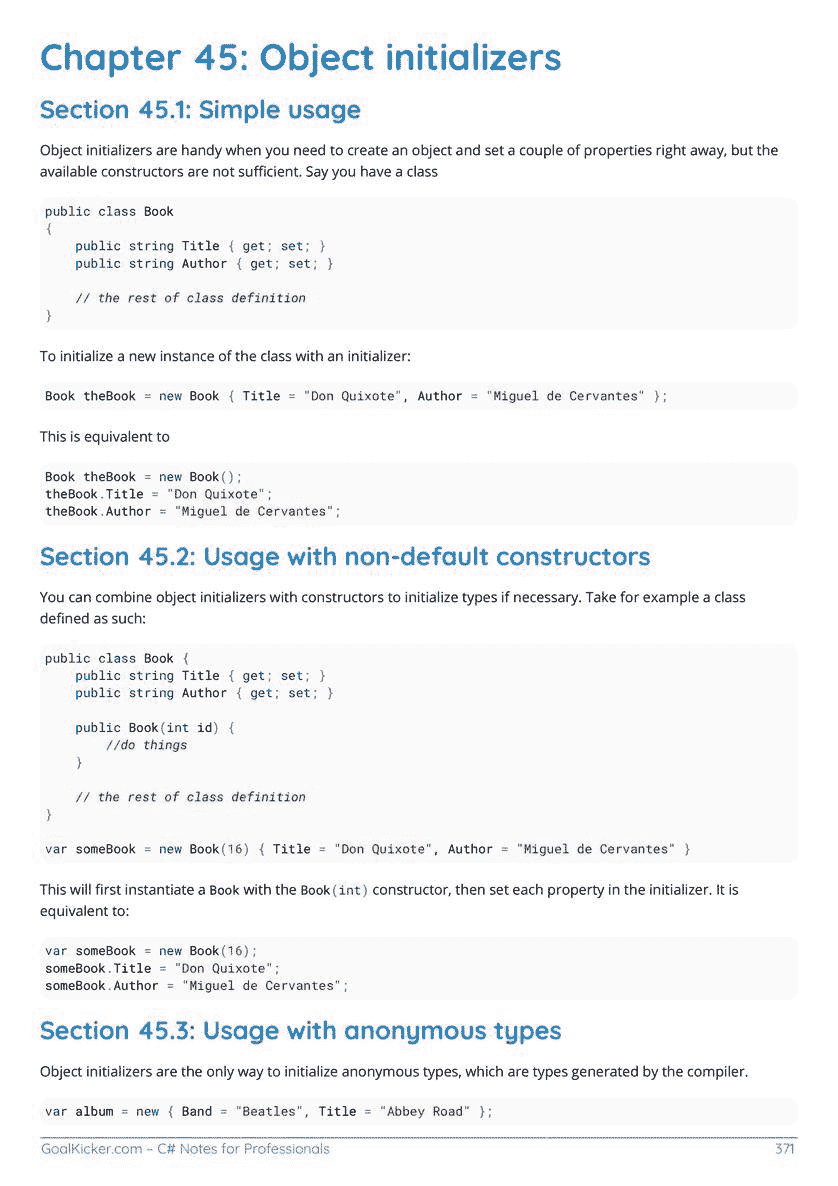 Chapter 45: Object initializers
Section 45.1: Simple usage
Object initializers are handy when you need to create an object and set a couple of properties right away, but the
available constructors are not sufficient. Say you have a class
public class Book
{
    public string Title { get; set; }
    public string Author { get; set; }
    // the rest of class definition
}
To initialize a new instance of the class with an initializer:
Book theBook = new Book { Title = "Don Quixote", Author = "Miguel de Cervantes" };
This is equivalent to
Book theBook = new Book();
theBook.Title = "Don Quixote";
theBook.Author = "Miguel de Cervantes";
Section 45.2: Usage with non-default constructors
You can combine object initializers with constructors to initialize types if necessary. Take for example a class
defined as such:
public class Book {
    public string Title { get; set; }
    public string Author { get; set; }
    public Book(int id) {
        //do things
    }
    // the rest of class definition
}
var someBook = new Book(16) { Title = "Don Quixote", Author = "Miguel de Cervantes" }
This will first instantiate a Book with the Book(int) constructor, then set each property in the initializer. It is
equivalent to:
var someBook = new Book(16);
someBook.Title = "Don Quixote";
someBook.Author = "Miguel de Cervantes";
Section 45.3: Usage with anonymous types
Object initializers are the only way to initialize anonymous types, which are types generated by the compiler.
var album = new { Band = "Beatles", Title = "Abbey Road" };
GoalKicker.com – C# Notes for Professionals 371